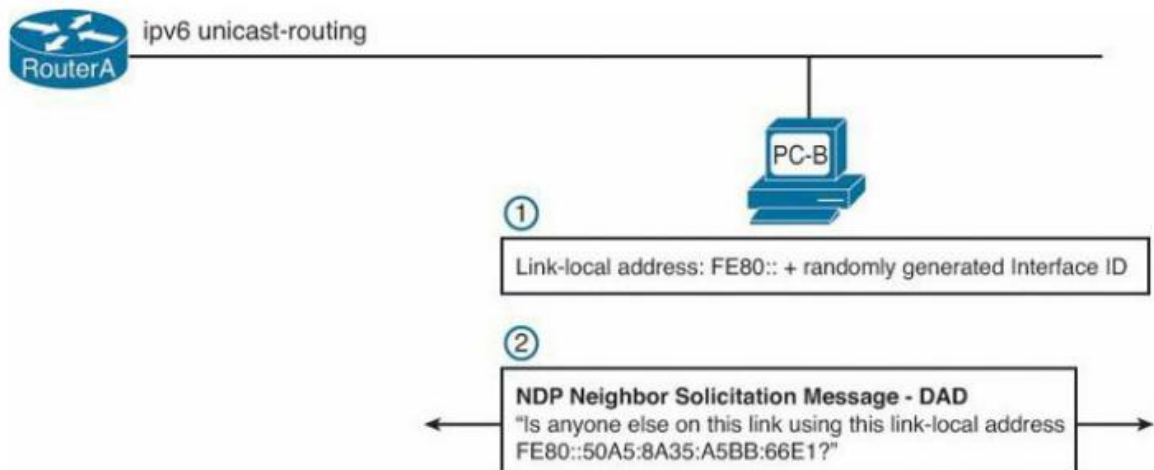 ipv6 unicast-routing
RouterA
PC-B
1
Link-local address: FE80:: + randomly generated Interface ID
2
NDP Neighbor Solicitation Message - DAD
"Is anyone else on this link using this link-local address
FE80::50A5:8A35:A5BB:66E1?"